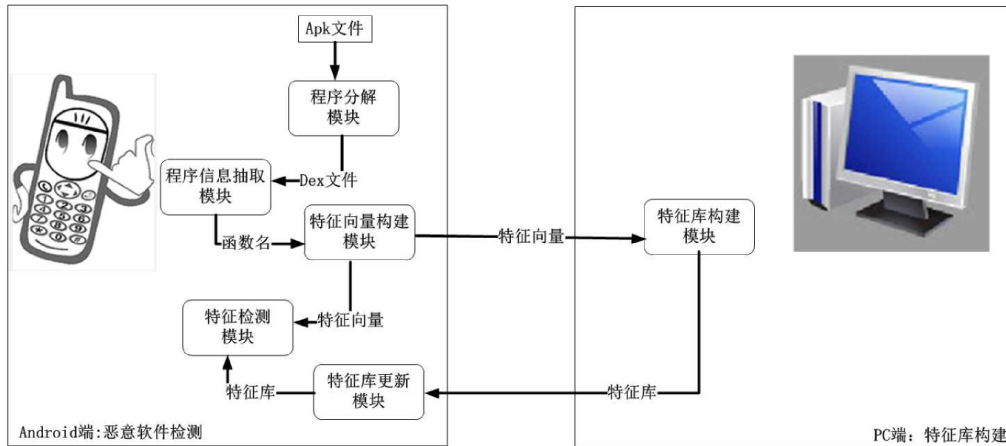 Apk文件
程序分解
模块
Dex文件
程序信息抽取
模块
函数名
特征向量构建
模块
特征向量
特征库构建
模块
特征向量
特征检测
模块
特征库
特征库更新
模块
特征库
Android端:恶意软件检测
PC端：特征库构建